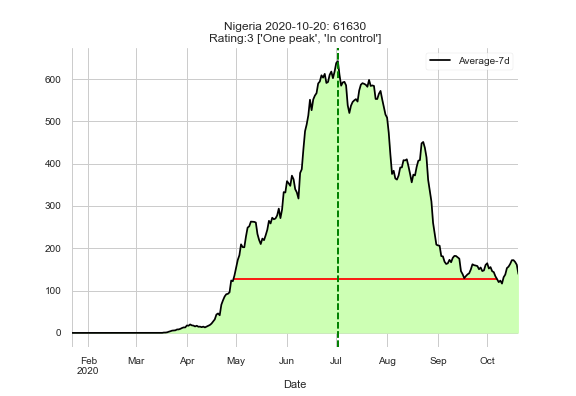 Nigeria 2020-10-20: 61630
Rating:3 ['One peak', 'In control']
Average-7d
600
500
400
300
200
100
0
Feb Mar Apr May Jun Jul Aug Sep Oct
2020
Date